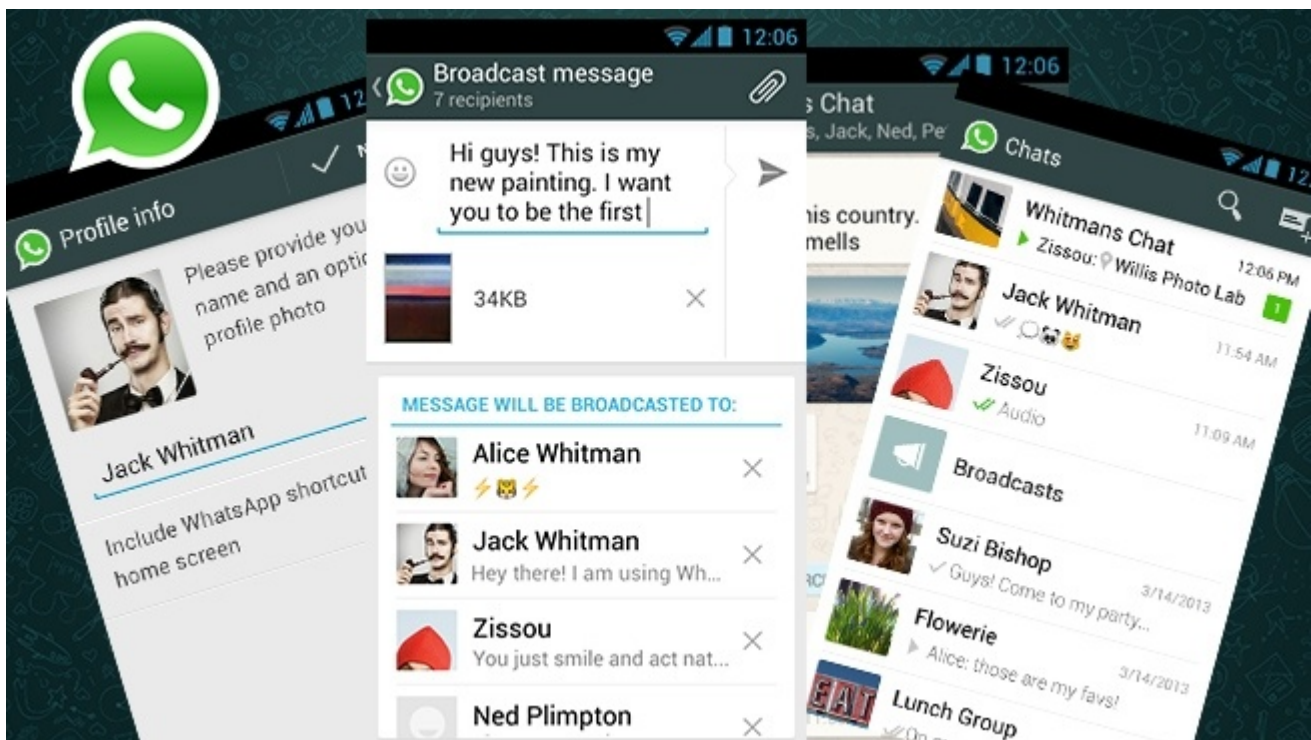 12
Profile info
Please provide you
name and an optic
profile photo
Jack Whitman
Include WhatsApp shortcut
home screen
12:06
Broadcast message
7 recipients
Hi guys! This is my
new painting. I want
you to be the first
34KB
MESSAGE WILL BE BROADCASTED TO:
Alice Whitman
Jack Whitman
Hey there! I am using Wh...
Zissou
You just smile and act nat...
Ned Plimpton
12:06
s Chat
s, Jack, Ned, Pe
his country.
mells
12
Chats
Whitmans Chat
12:06 PM
Zissou: Willis Photo Lab
1
Jack Whitman
11:54 AM
Zissou
Audio
11:09 AM
Broadcasts
Suzi Bishop
3/14/2013
Guys! Come to my party...
Flowerie
3/14/2013
Alice: those are my favs!
EAT
Lunch Group